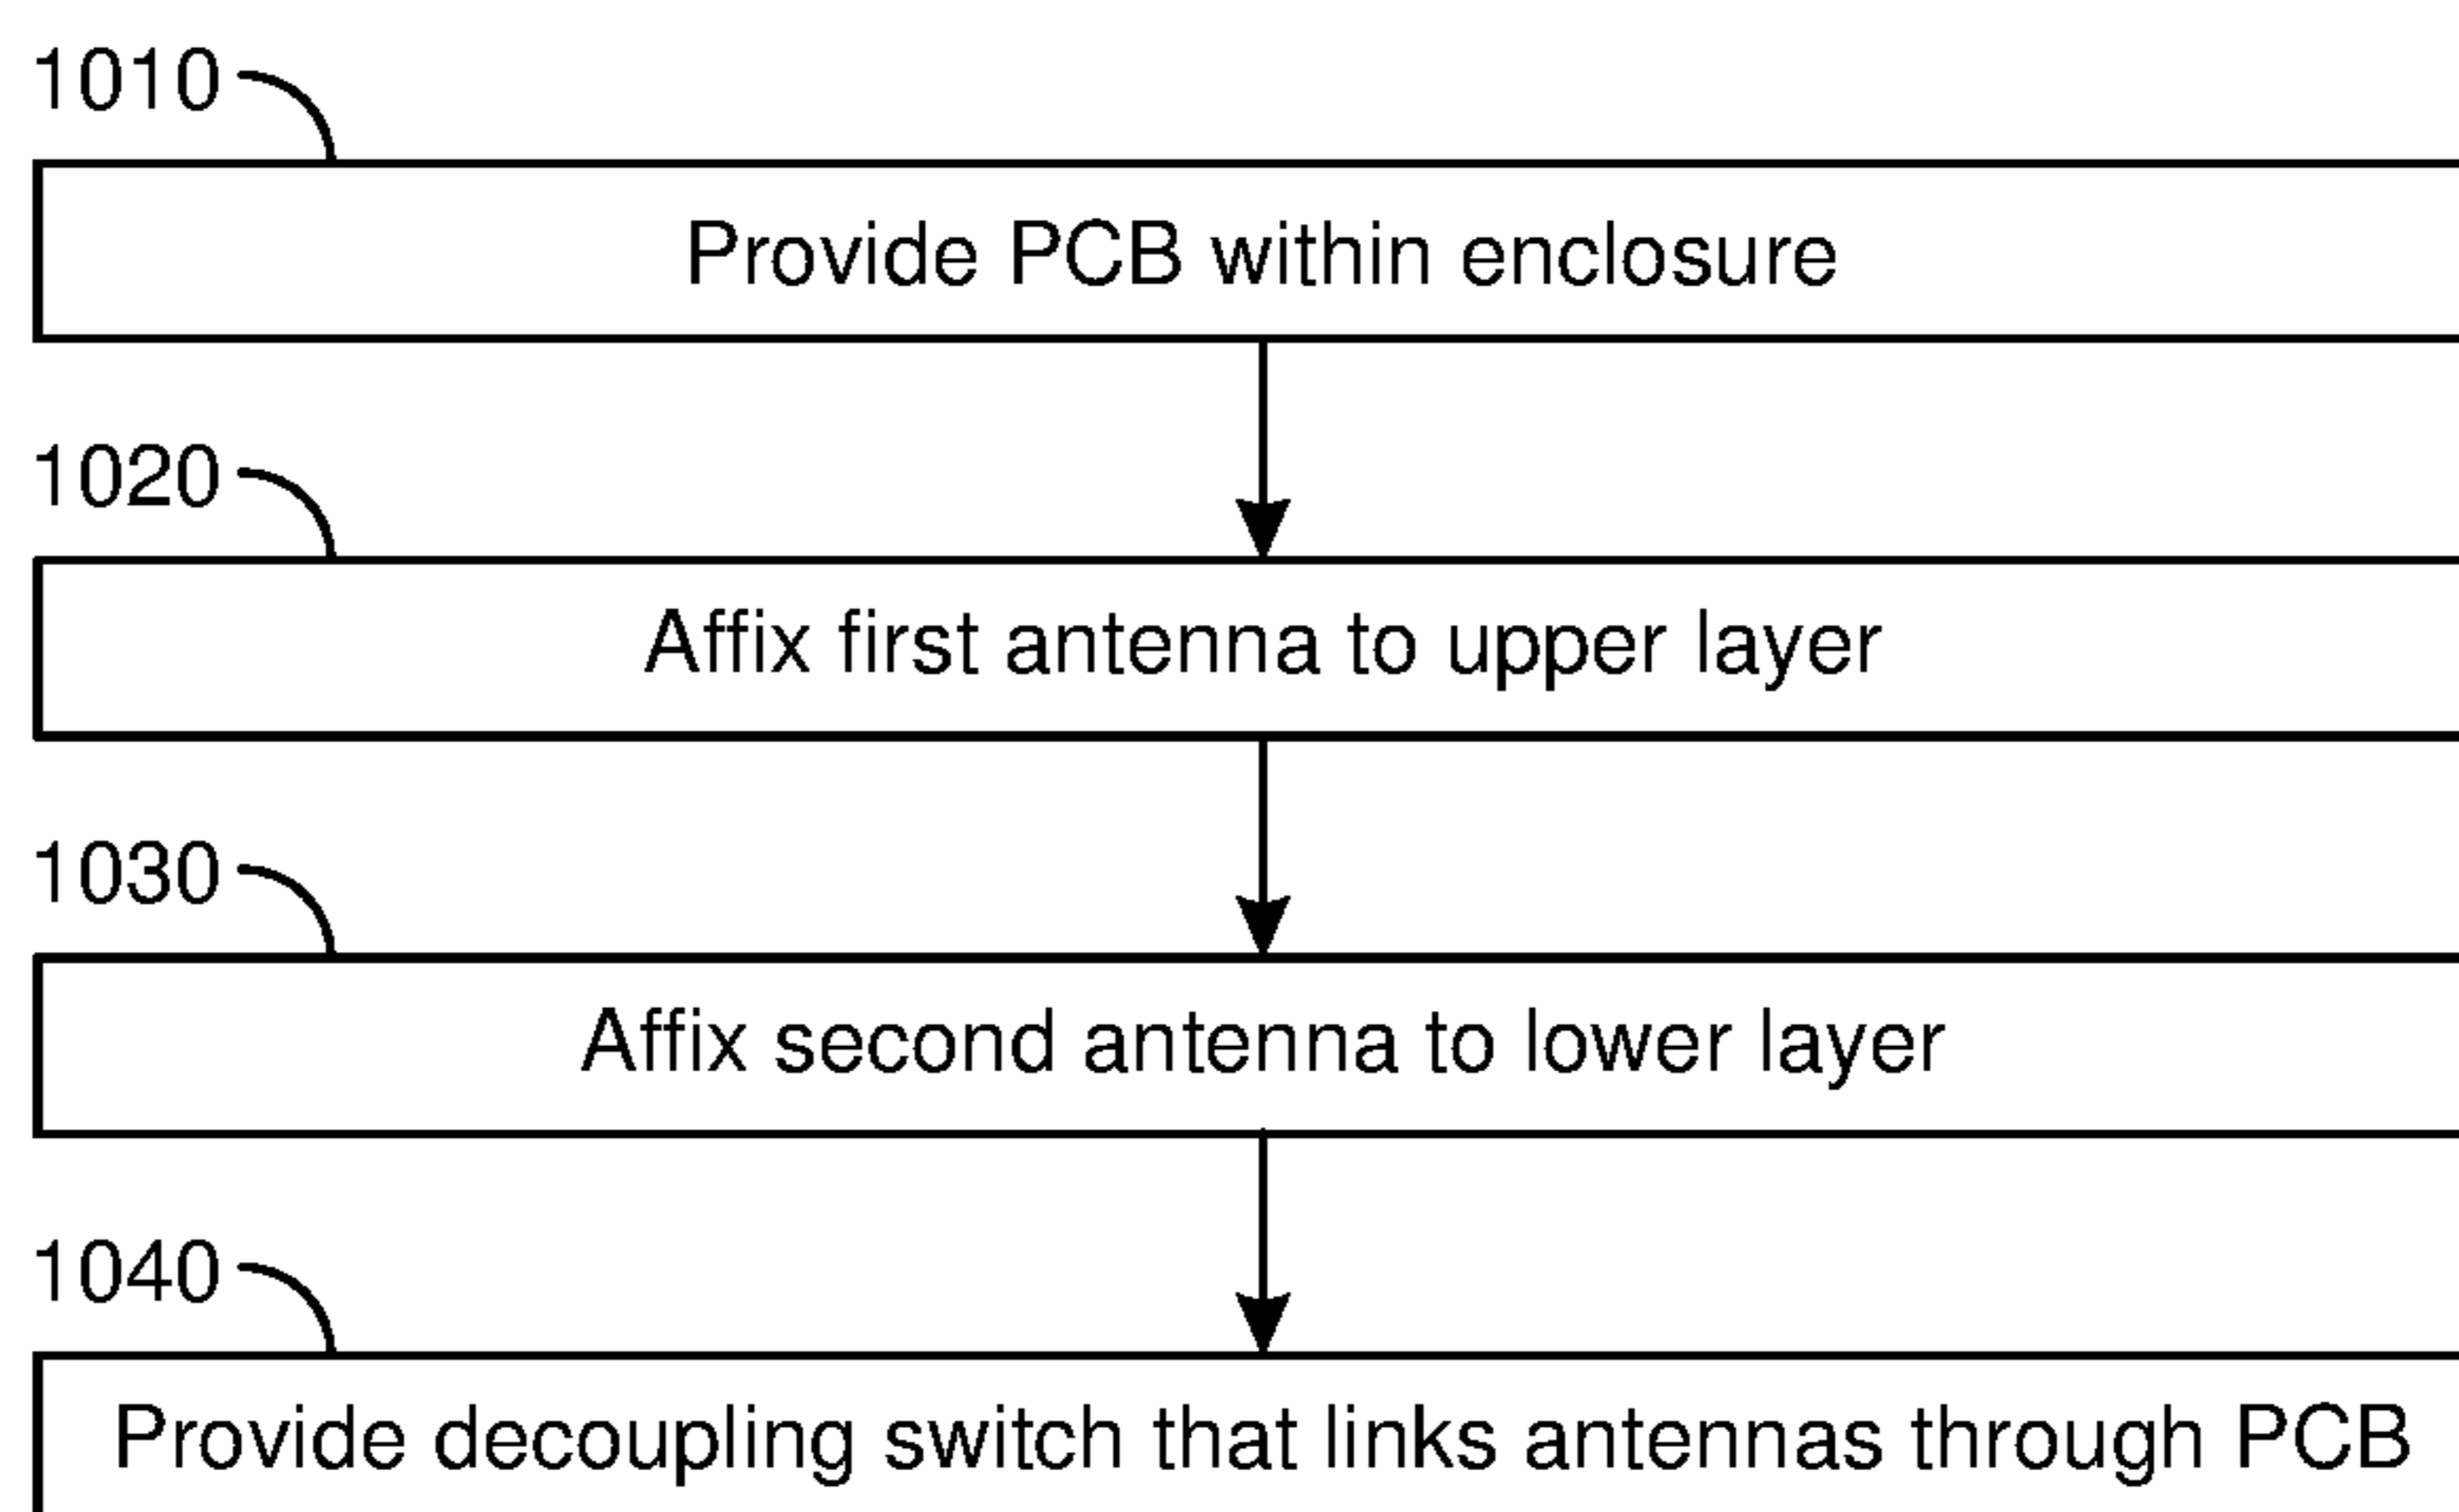 1010
Provide PCB within enclosure
1020
Affix first antenna to upper layer
1030
Affix second antenna to lower layer
1040
Provide decoupling switch that links antennas through PCB